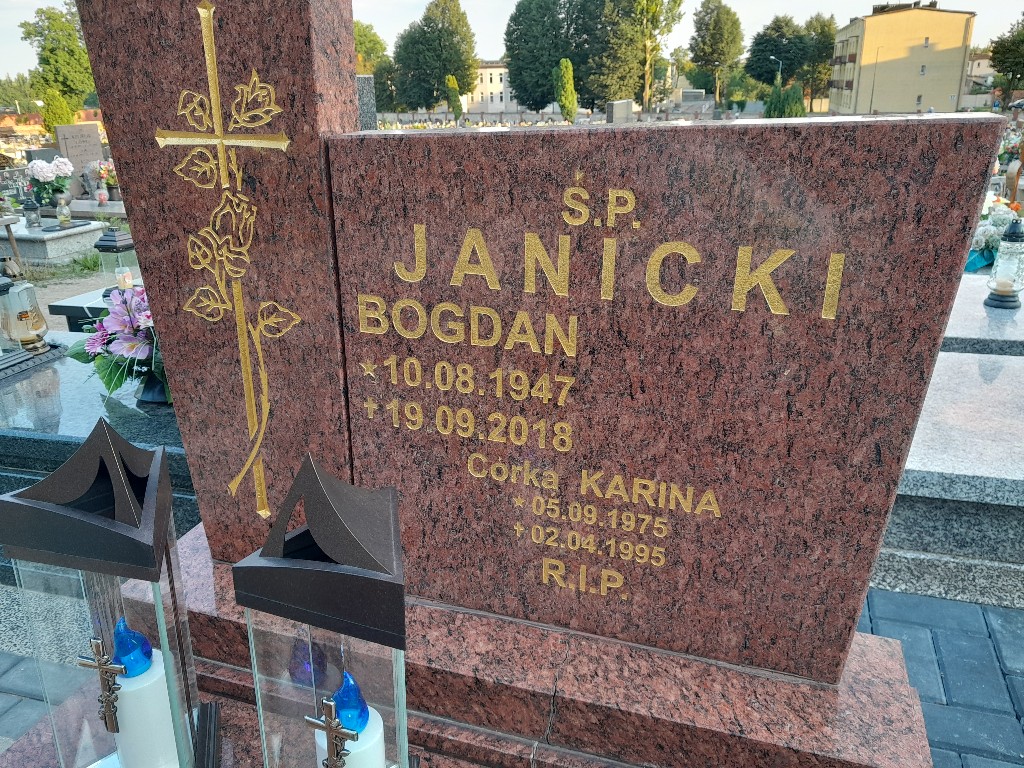 Ś.P.
JANICKI
BOGDAN
★10.08.1947
✝19.09.2018
Córka KARINA
★05.09.1975
✝02.04.1995
R.I.P.